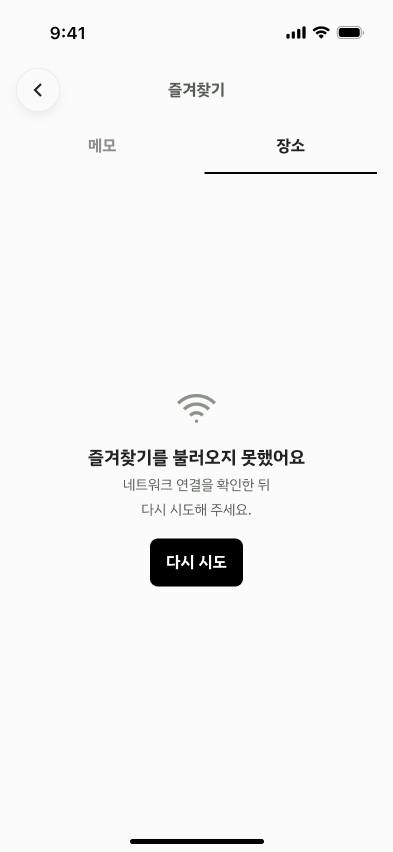 9:41
즐겨찾기
메모
장소
즐겨찾기를 불러오지 못했어요
네트워크 연결을 확인한 뒤
다시 시도해 주세요.
다시 시도